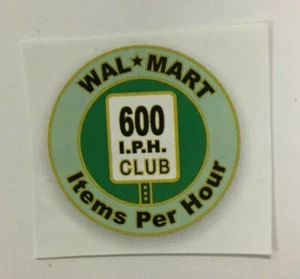 WAL★MART
600
I.P.H.
CLUB
Items Per Hour